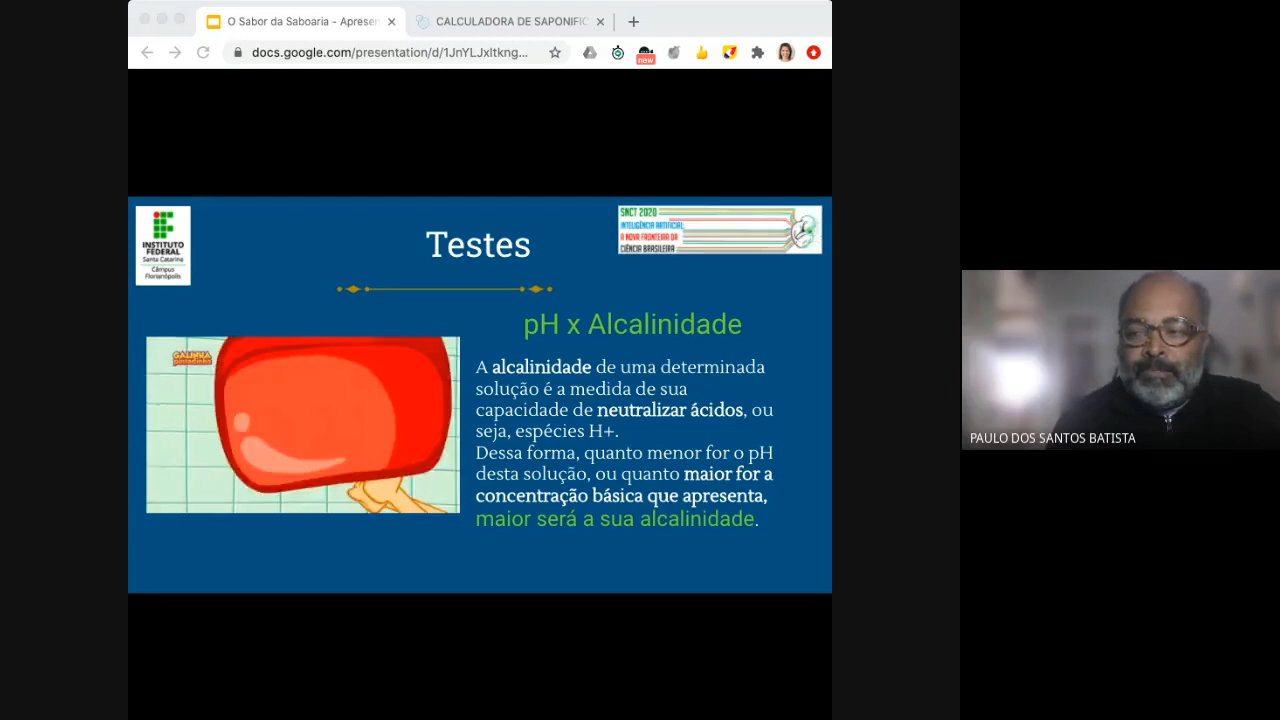 O Sabor da Saboaria - Apresen
CALCULADORA DE SAPONIFIC
docs.google.com/presentation/d/1JnYLJxltkng...
new
INSTITUTO
FEDERAL
Santa Catarina
Câmpus
Florianópolis
Testes
SNCT 2020
INTELIGÊNCIA ARTIFICIAL:
A NOVA FRONTEIRA DA
CIÊNCIA BRASILEIRA
pH x Alcalinidade
GALINHA
Pintadinha
A alcalinidade de uma determinada
solução é a medida de sua
capacidade de neutralizar ácidos, ou
seja, espécies H+.
Dessa forma, quanto menor for o pH
desta solução, ou quanto maior for a
concentração básica que apresenta,
maior será a sua alcalinidade.
PAULO DOS SANTOS BATISTA